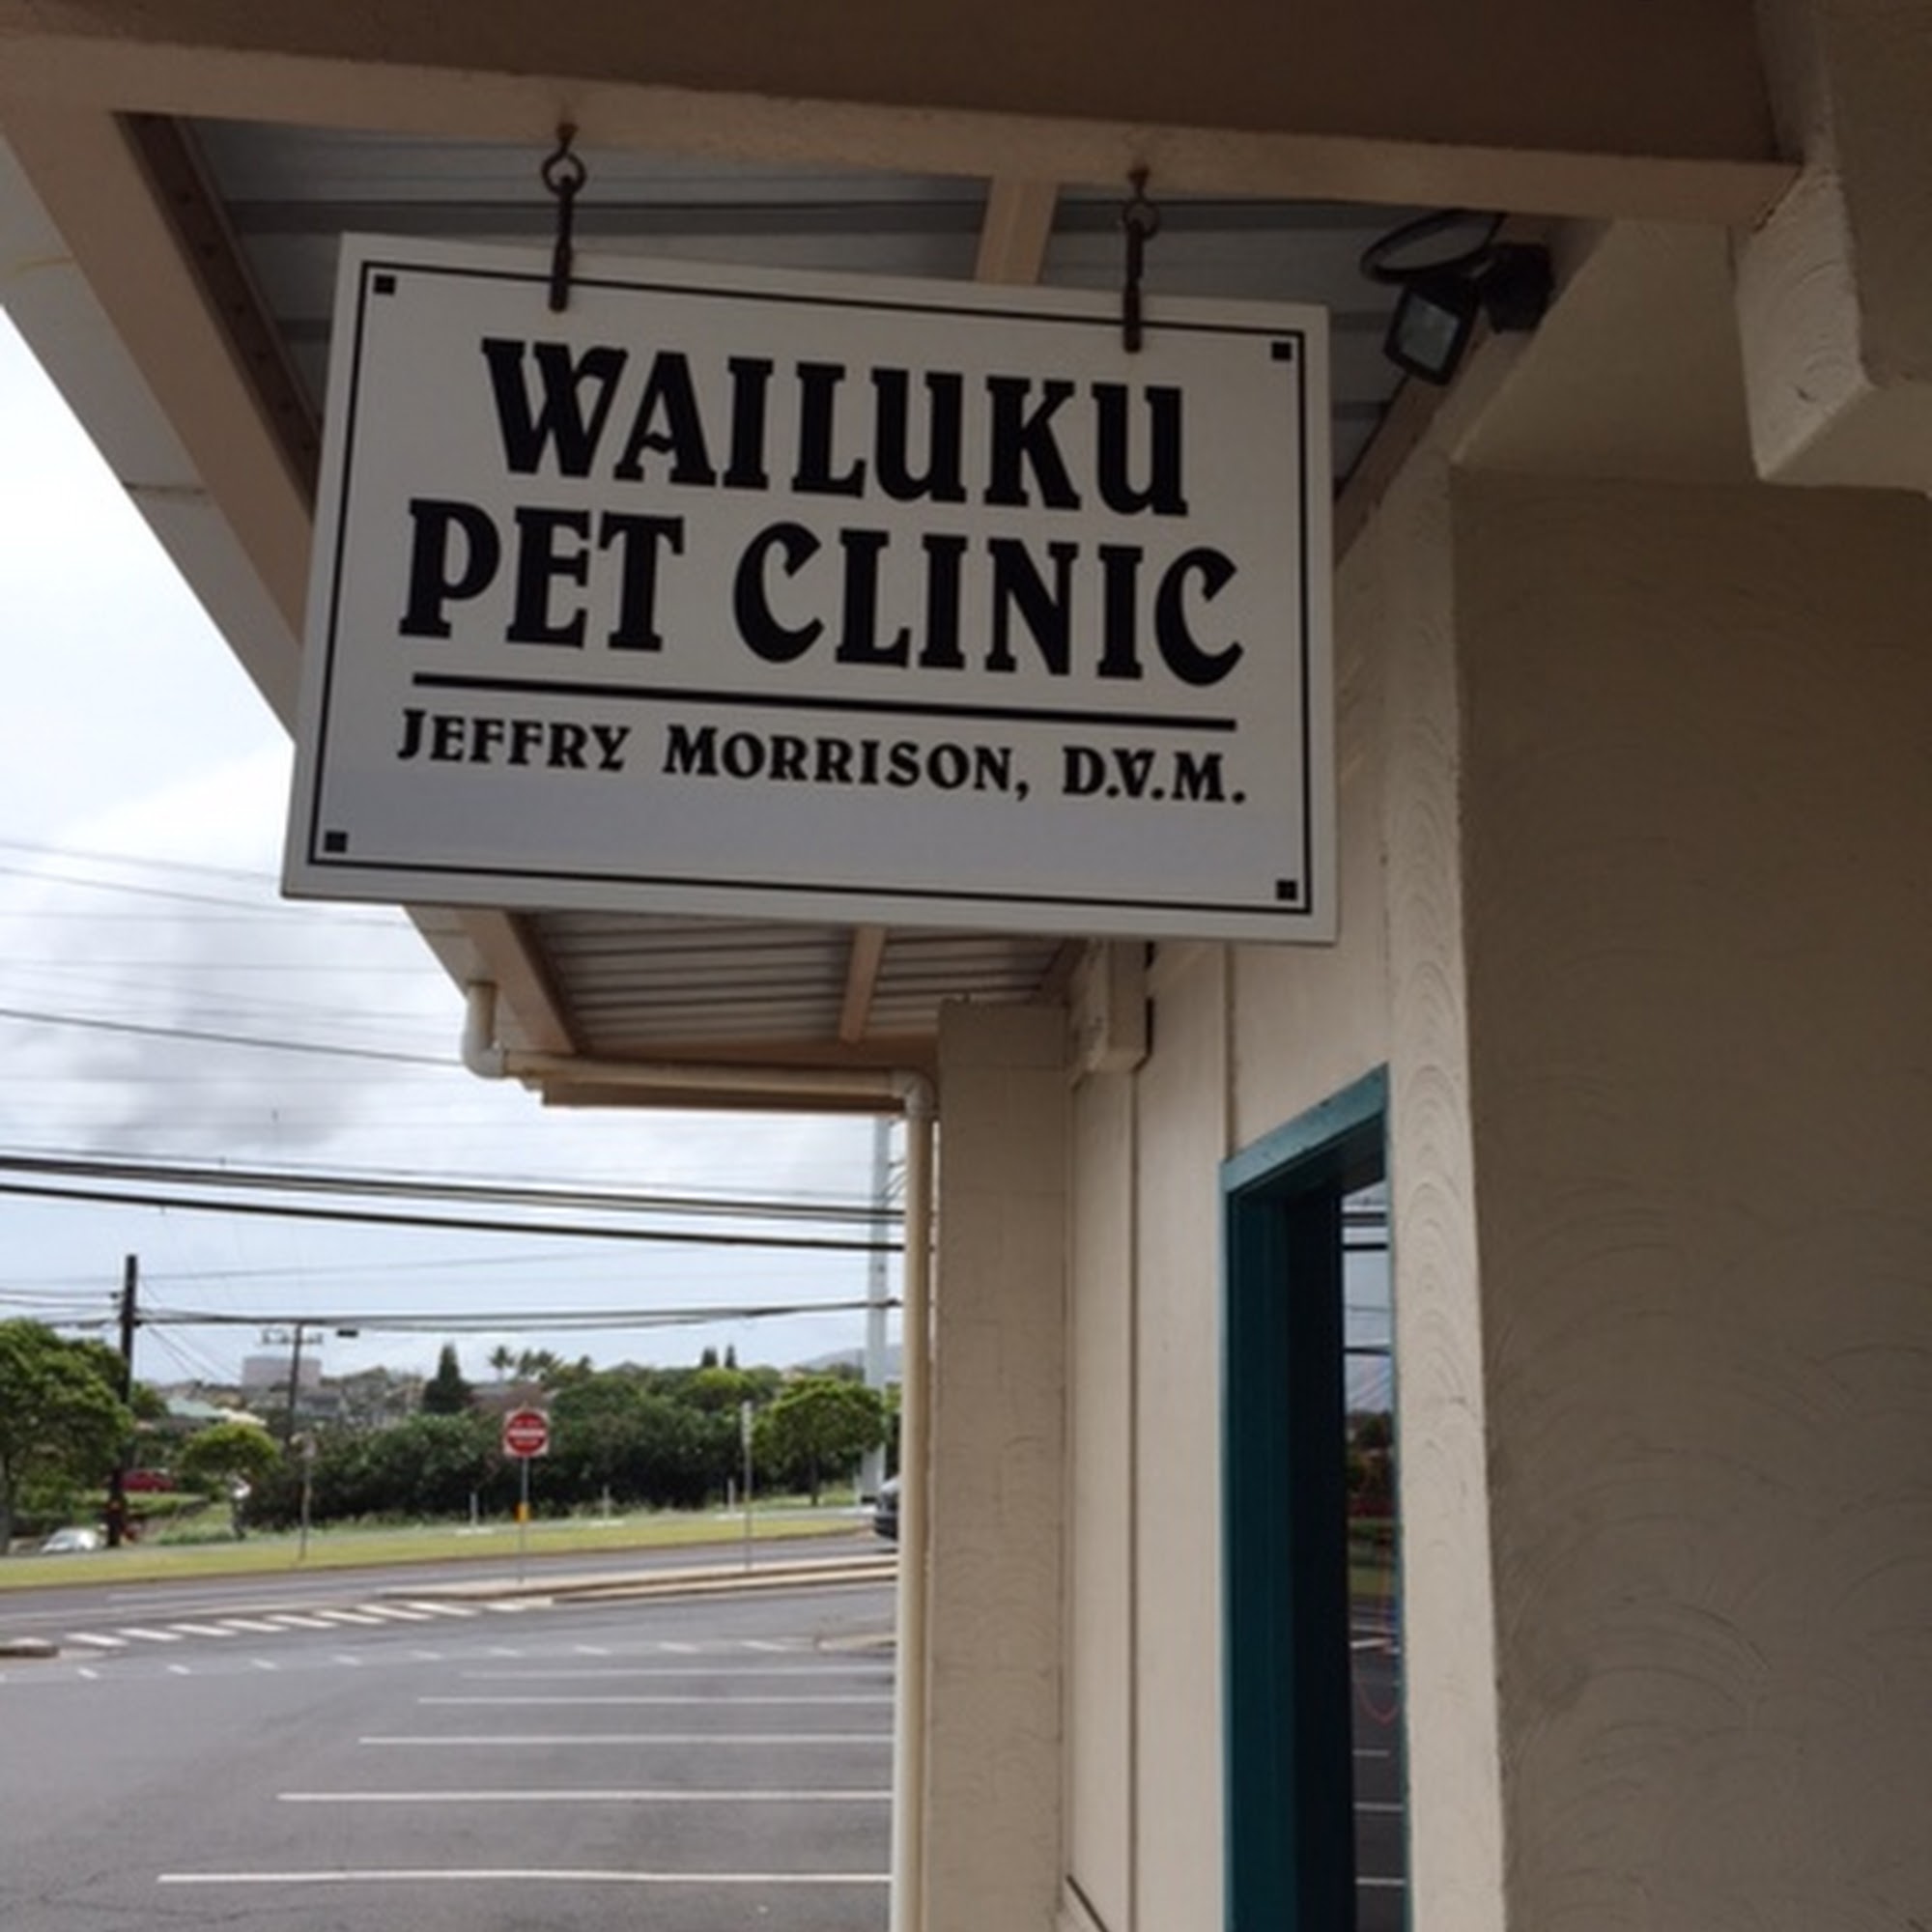 WAILUKU
PET CLINIC
JEFFRY MORRISON, D.V.M.